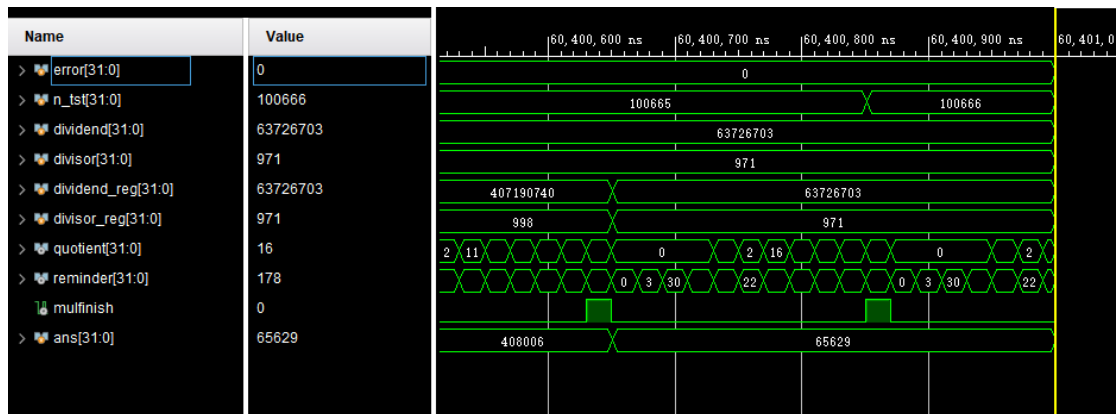 Name Value
60,400,600 ns 60,400,700 ns 60,400,800 ns 60,400,900 ns 60,401,0
error[31:0] 0 0
n_tst[31:0] 100666 100665 100666
dividend[31:0] 63726703 63726703
divisor[31:0] 971 971
dividend_reg[31:0] 63726703 407190740 63726703
divisor_reg[31:0] 971 998 971
quotient[31:0] 16 2 11 0 2 16 0 2
reminder[31:0] 178 0 3 30 22 0 3 30 22
mulfinish 0
ans[31:0] 65629 408006 65629